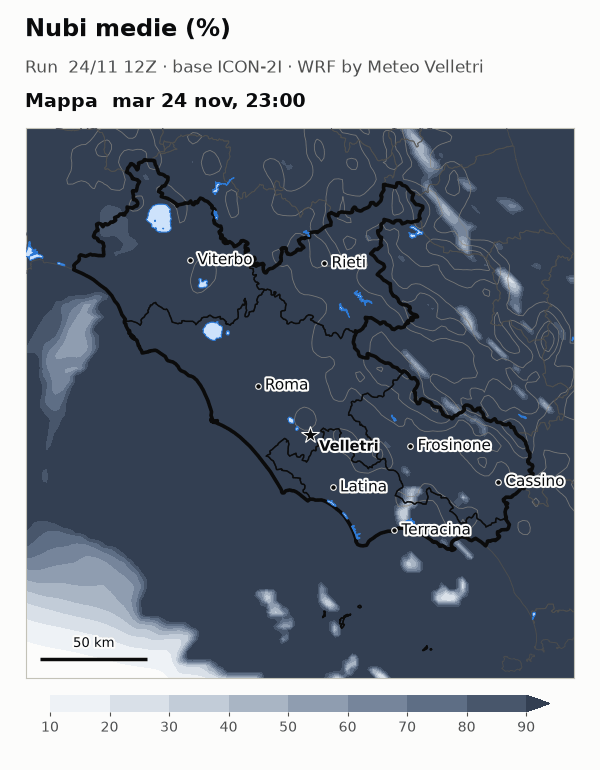 Nubi medie (%)
Run  24/11 12Z · base ICON-2I · WRF by Meteo Velletri
Mappa  mar 24 nov, 23:00
Viterbo
Rieti
Roma
Velletri
Frosinone
Cassino
Latina
Terracina
50 km
10 20 30 40 50 60 70 80 90